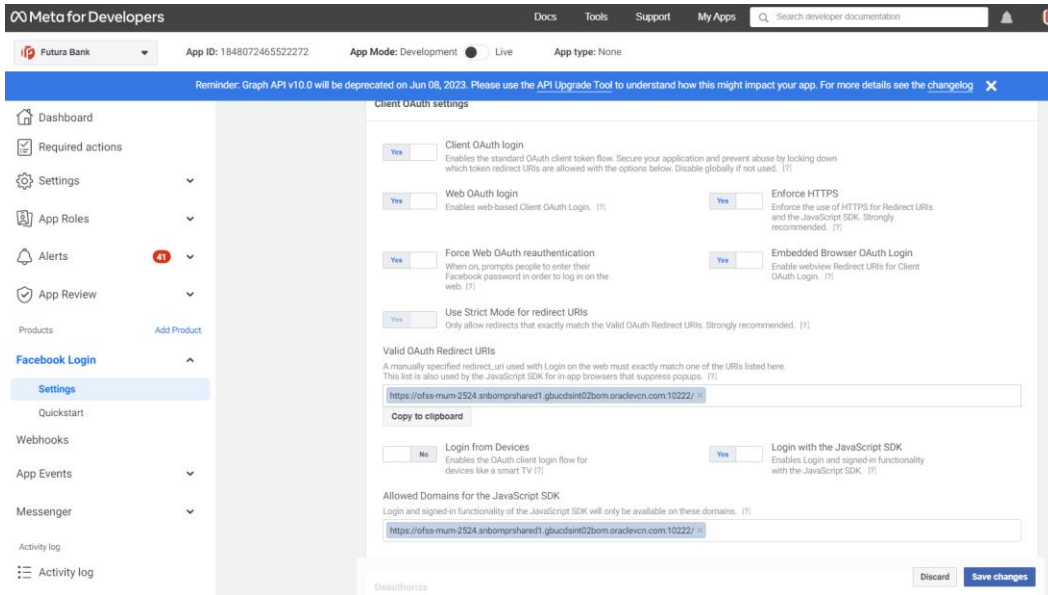 Meta for Developers
Docs Tools Support My Apps Search developer documentation
Futura Bank App ID: 1848072465522272 App Mode: Development Live App type: None
Reminder: Graph API v10.0 will be deprecated on Jun 08, 2023. Please use the API Upgrade Tool to understand how this might impact your app. For more details see the changelog
Dashboard
Required actions
Settings
App Roles
Alerts 41
App Review
Products Add Product
Facebook Login
Settings
Quickstart
Webhooks
App Events
Messenger
Activity log
Activity log
Client OAuth settings
Yes
Client OAuth login
Enables the standard OAuth client token flow. Secure your application and prevent abuse by locking down
which token redirect URIs are allowed with the options below. Disable globally if not used. [?]
Yes
Web OAuth login
Enables web-based Client OAuth Login. [?]
Yes
Enforce HTTPS
Enforce the use of HTTPS for Redirect URIs
and the JavaScript SDK. Strongly
recommended. [?]
Yes
Force Web OAuth reauthentication
When on, prompts people to enter their
Facebook password in order to log in on the
web. [?]
Yes
Embedded Browser OAuth Login
Enable webview Redirect URIs for Client
OAuth Login. [?]
Yes
Use Strict Mode for redirect URIs
Only allow redirects that exactly match the Valid OAuth Redirect URIs. Strongly recommended. [?]
Valid OAuth Redirect URIs
A manually specified redirect_uri used with Login on the web must exactly match one of the URIs listed here.
This list is also used by the JavaScript SDK for in-app browsers that suppress popups. [?]
https://ofss-mum-2524.snbomprshared1.gbucdsint02bom.oraclevcn.com:10222/
Copy to clipboard
No
Login from Devices
Enables the OAuth client login flow for
devices like a smart TV [?]
Yes
Login with the JavaScript SDK
Enables Login and signed-in functionality
with the JavaScript SDK. [?]
Allowed Domains for the JavaScript SDK
Login and signed-in functionality of the JavaScript SDK will only be available on these domains. [?]
https://ofss-mum-2524.snbomprshared1.gbucdsint02bom.oraclevcn.com:10222/
Deauthorize
Discard Save changes